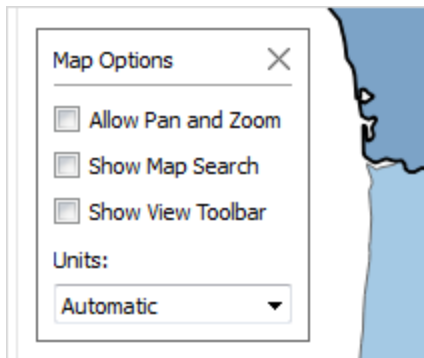 Map Options
Allow Pan and Zoom
Show Map Search
Show View Toolbar
Units:
Automatic